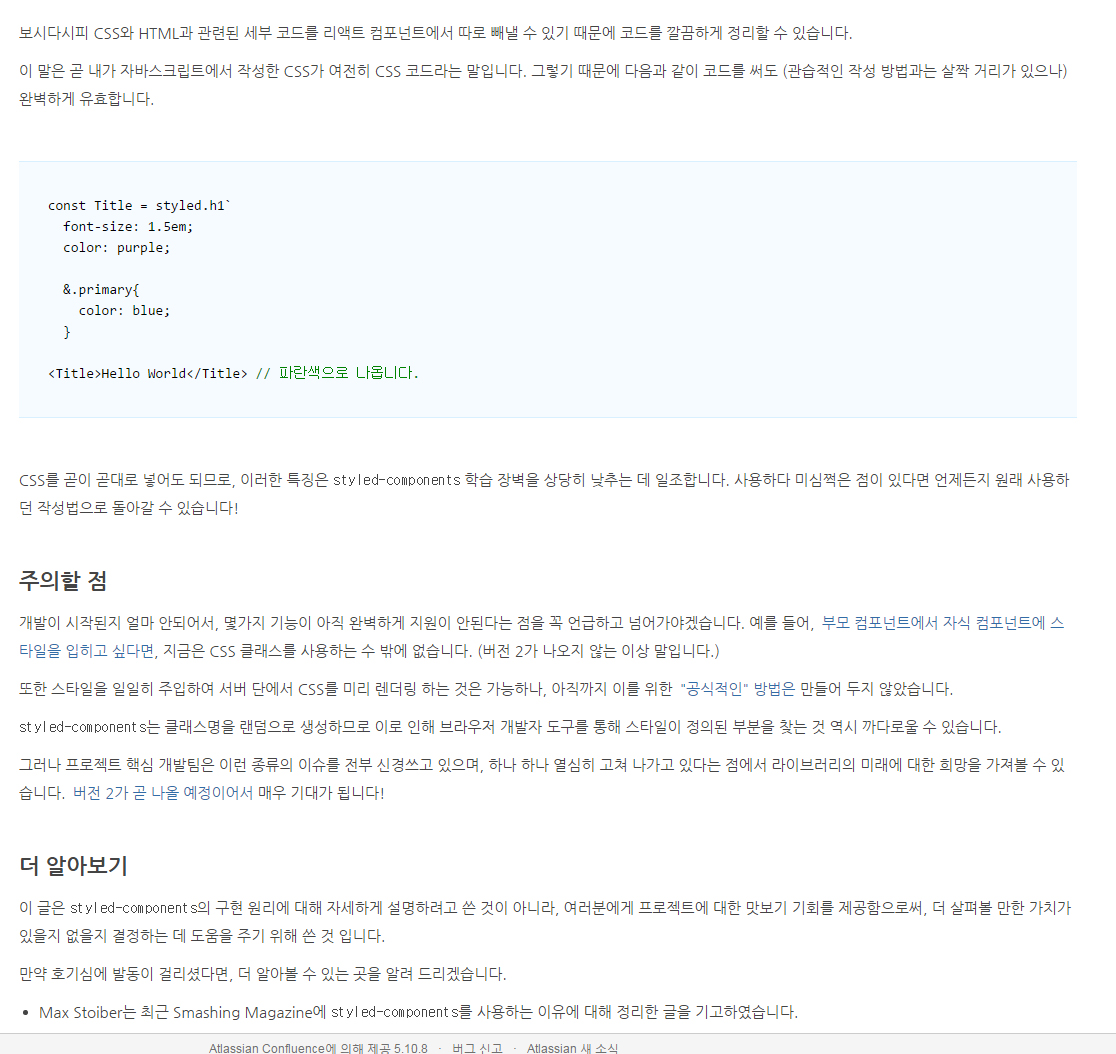 보시다시피 CSS와 HTML과 관련된 세부 코드를 리액트 컴포넌트에서 따로 빼낼 수 있기 때문에 코드를 깔끔하게 정리할 수 있습니다.
이 말은 곧 내가 자바스크립트에서 작성한 CSS가 여전히 CSS 코드라는 말입니다. 그렇기 때문에 다음과 같이 코드를 써도 (관습적인 작성 방법과는 살짝 거리가 있으나)
완벽하게 유효합니다.
const Title = styled.h1`
font-size: 1.5em;
color: purple;
&.primary{
color: blue;
}
<Title>Hello World</Title> // 파란색으로 나옵니다.
CSS를 곧이 곧대로 넣어도 되므로, 이러한 특징은 styled-components 학습 장벽을 상당히 낮추는 데 일조합니다. 사용하다 미심쩍은 점이 있다면 언제든지 원래 사용하
던 작성법으로 돌아갈 수 있습니다!
주의할 점
개발이 시작된지 얼마 안되어서, 몇가지 기능이 아직 완벽하게 지원이 안된다는 점을 꼭 언급하고 넘어가야겠습니다. 예를 들어, 부모 컴포넌트에서 자식 컴포넌트에 스
타일을 입히고 싶다면, 지금은 CSS 클래스를 사용하는 수 밖에 없습니다. (버전 2가 나오지 않는 이상 말입니다.)
또한 스타일을 일일히 주입하여 서버 단에서 CSS를 미리 렌더링 하는 것은 가능하나, 아직까지 이를 위한 "공식적인" 방법은 만들어 두지 않았습니다.
styled-components는 클래스명을 랜덤으로 생성하므로 이로 인해 브라우저 개발자 도구를 통해 스타일이 정의된 부분을 찾는 것 역시 까다로울 수 있습니다.
그러나 프로젝트 핵심 개발팀은 이런 종류의 이슈를 전부 신경쓰고 있으며, 하나 하나 열심히 고쳐 나가고 있다는 점에서 라이브러리의 미래에 대한 희망을 가져볼 수 있
습니다. 버전 2가 곧 나올 예정이어서 매우 기대가 됩니다!
더 알아보기
이 글은 styled-components의 구현 원리에 대해 자세하게 설명하려고 쓴 것이 아니라, 여러분에게 프로젝트에 대한 맛보기 기회를 제공함으로써, 더 살펴볼 만한 가치가
있을지 없을지 결정하는 데 도움을 주기 위해 쓴 것 입니다.
만약 호기심에 발동이 걸리셨다면, 더 알아볼 수 있는 곳을 알려 드리겠습니다.
• Max Stoiber는 최근 Smashing Magazine에 styled-components를 사용하는 이유에 대해 정리한 글을 기고하였습니다.
Atlassian Confluence에 의해 제공 5.10.8 · 버그 신고 · Atlassian 새 소식